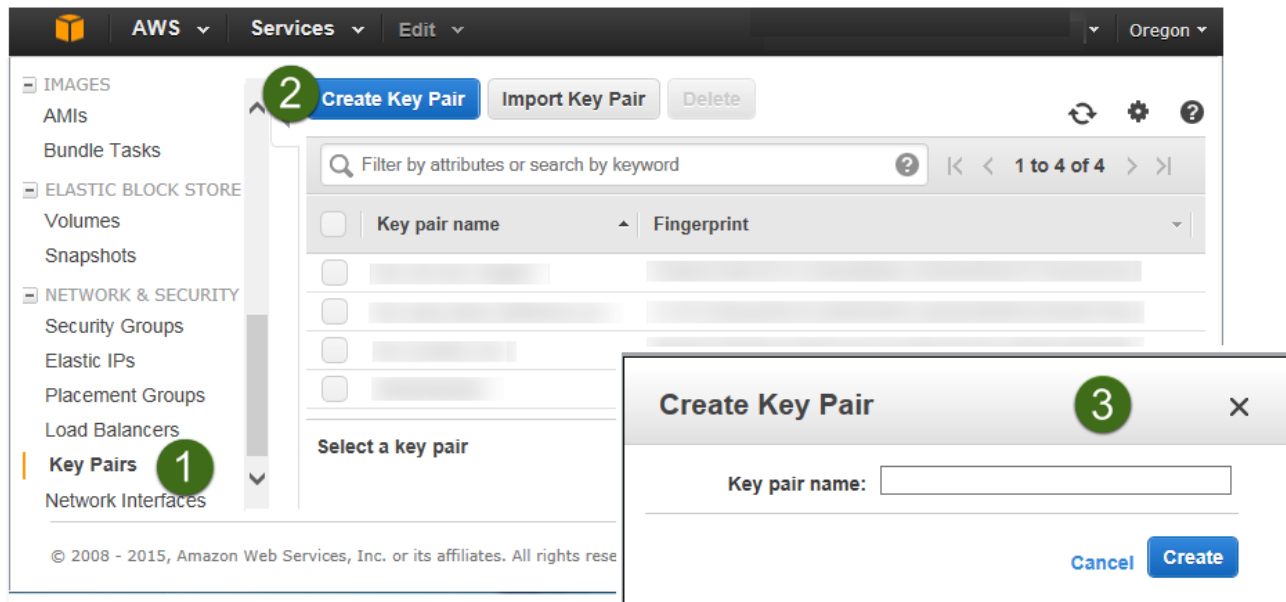 AWS Services Edit Oregon
IMAGES
AMIs
Bundle Tasks
ELASTIC BLOCK STORE
Volumes
Snapshots
NETWORK & SECURITY
Security Groups
Elastic IPs
Placement Groups
Load Balancers
Key Pairs
1
Network Interfaces
2
Create Key Pair Import Key Pair Delete
Filter by attributes or search by keyword
1 to 4 of 4
Key pair name Fingerprint
Select a key pair
Create Key Pair
3
Key pair name:
Cancel Create
© 2008 - 2015, Amazon Web Services, Inc. or its affiliates. All rights rese